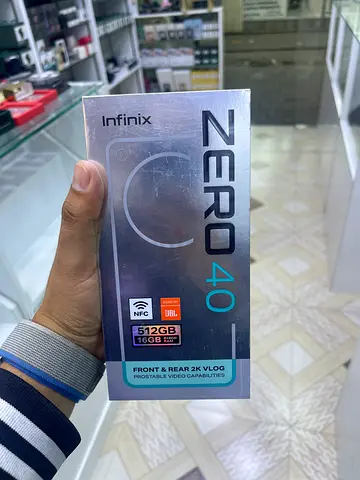 Infinix
ZERO 40
NFC
JBL
512GB
16GB
FRONT & REAR 2K VLOG
PROSTABLE VIDEO CAPABILITIES